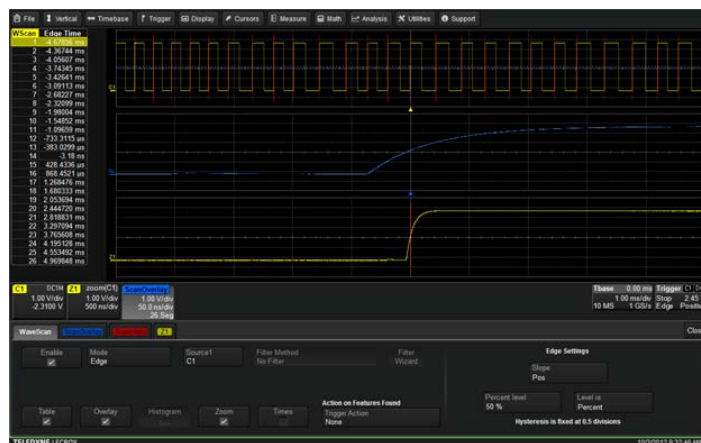 File Vertical Timebase Trigger Display Cursors Measure Math Analysis Utilities Support
WScan Edge Time
1 -4.67856 ms
2 -4.36744 ms
3 -4.05607 ms
4 -3.74345 ms
5 -3.42641 ms
6 -3.09113 ms
7 -2.68227 ms
8 -2.32099 ms
9 -1.98004 ms
10 -1.54852 ms
11 -1.09659 ms
12 -733.3115 µs
13 -383.0299 µs
14 -3.18 ns
15 428.4336 µs
16 868.4521 µs
17 1.268476 ms
18 1.680333 ms
19 2.053694 ms
20 2.444720 ms
21 2.818831 ms
22 3.297094 ms
23 3.765608 ms
24 4.195128 ms
25 4.553492 ms
26 4.969848 ms
C1 DC1M Z1 zoom(C1) ScanOverlay
1.00 V/div 1.00 V/div 1.00 V/div
-2.3100 V 500 ns/div 50.0 ns/div
26 Seg
Tbase 0.00 ms Trigger C1
1.00 ms/div Stop 2.45
10 MS 1 GS/s Edge Positiv
WaveScan ScanOverlay Z1 Clos
Enable Mode Source1 Filter Method Filter Edge Settings
Edge C1 No Filter Wizard
Slope
Pos
Percent level Level is
50 % Percent
Action on Features Found
Table Overlay Histogram Zoom Times Trigger Action
None
Hysteresis is fixed at 0.5 divisions
TELEDYNE LECROY